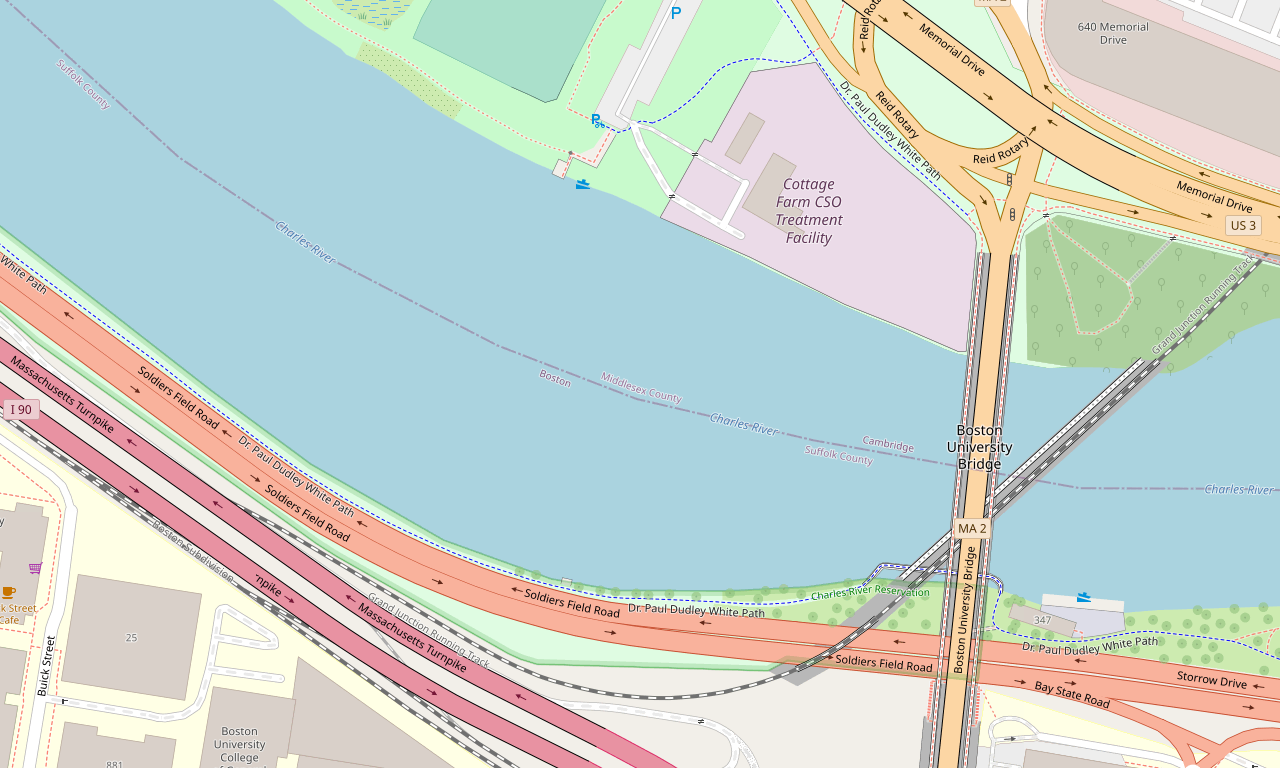 MA 2
Reid Rotary
Memorial Drive
640 Memorial
Drive
P
Suffolk County
Reid Rotary
Dr. Paul Dudley White Path
P
Reid Rotary
Memorial Drive
US 3
Cottage
Farm CSO
Treatment
Facility
Charles River
Grand Junction Running Track
White Path
Massachusetts Turnpike
Soldiers Field Road
I 90
Boston
Middlesex County
Charles River
Cambridge
Suffolk County
Boston
University
Bridge
Charles River
Dr. Paul Dudley White Path
Soldiers Field Road
MA 2
Boston Subdivision
npike
Grand Junction Running Track
Massachusetts Turnpike
Soldiers Field Road
Dr. Paul Dudley White Path
Charles River Reservation
Boston University Bridge
347
Dr. Paul Dudley White Path
Soldiers Field Road
Storrow Drive
Bay State Road
y
k Street
Cafe
Buick Street
25
Boston
University
College
881